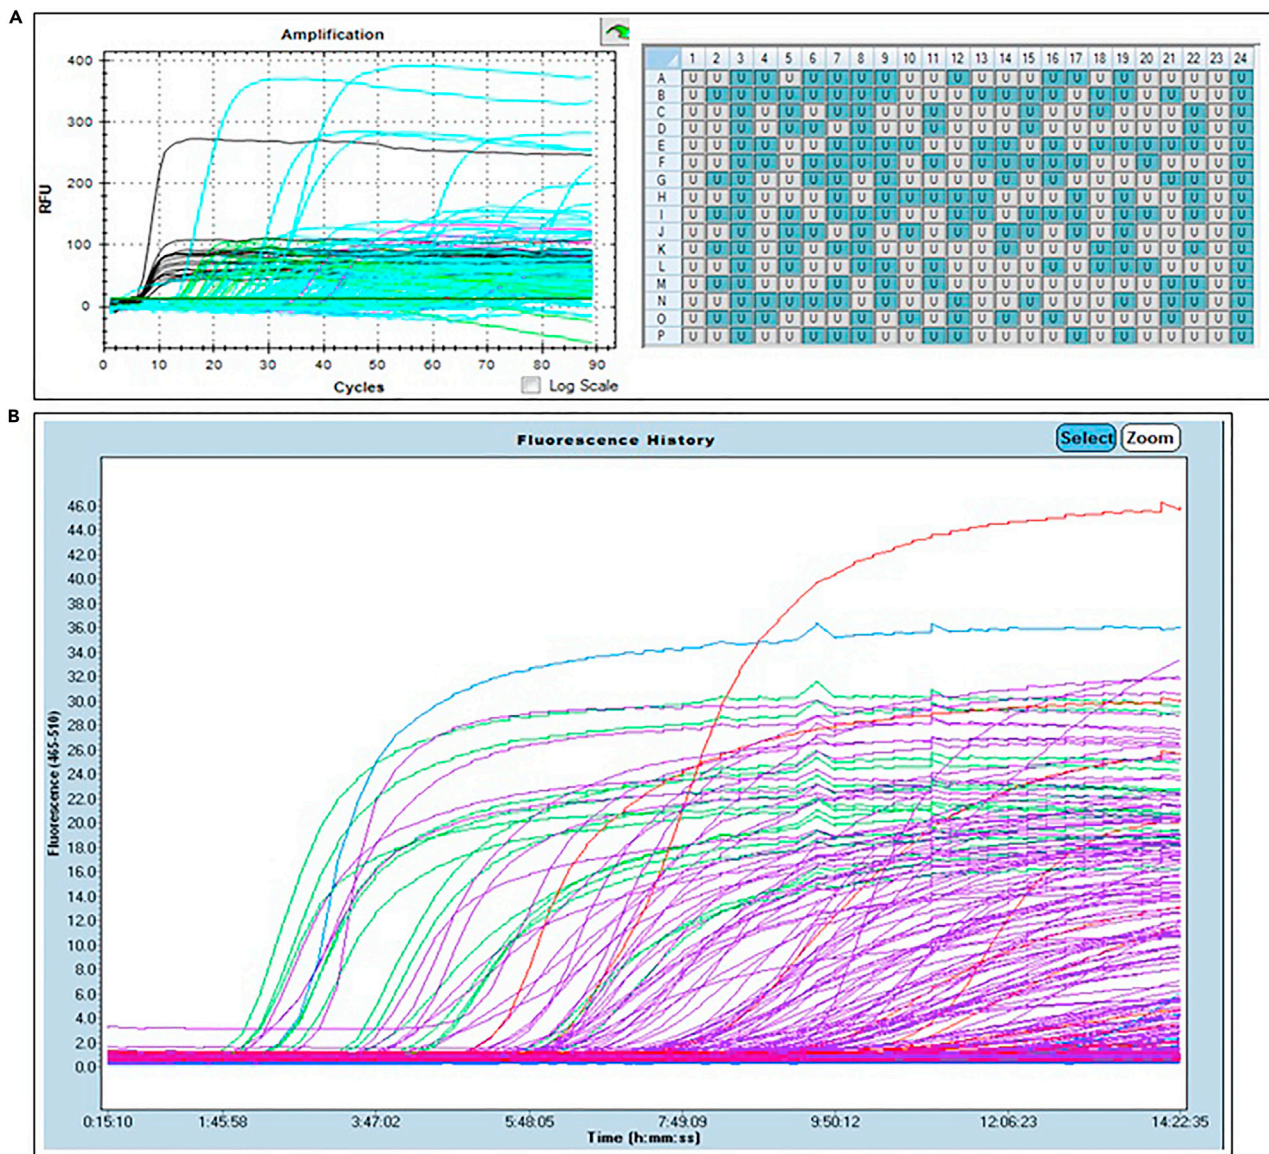 A
Amplification
400
300
200
100
0
RFU
0 10 20 30 40 50 60 70 80 90
Cycles
Log Scale
1 2 3 4 5 6 7 8 9 10 11 12 13 14 15 16 17 18 19 20 21 22 23 24
A U U U U U U U U U U U U U U U U U U U U U U U U
B U U U U U U U U U U U U U U U U U U U U U U U U
C U U U U U U U U U U U U U U U U U U U U U U U U
D U U U U U U U U U U U U U U U U U U U U U U U U
E U U U U U U U U U U U U U U U U U U U U U U U U
F U U U U U U U U U U U U U U U U U U U U U U U U
G U U U U U U U U U U U U U U U U U U U U U U U U
H U U U U U U U U U U U U U U U U U U U U U U U U
I U U U U U U U U U U U U U U U U U U U U U U U U
J U U U U U U U U U U U U U U U U U U U U U U U U
K U U U U U U U U U U U U U U U U U U U U U U U U
L U U U U U U U U U U U U U U U U U U U U U U U U
M U U U U U U U U U U U U U U U U U U U U U U U U
N U U U U U U U U U U U U U U U U U U U U U U U U
O U U U U U U U U U U U U U U U U U U U U U U U U
P U U U U U U U U U U U U U U U U U U U U U U U U
B
Fluorescence History
Select Zoom
46.0
44.0
42.0
40.0
38.0
36.0
34.0
32.0
30.0
28.0
26.0
24.0
22.0
20.0
18.0
16.0
14.0
12.0
10.0
8.0
6.0
4.0
2.0
0.0
Fluorescence (465-510)
0:15:10 1:45:58 3:47:02 5:48:05 7:49:09 9:50:12 12:06:23 14:22:35
Time (h:mm:ss)